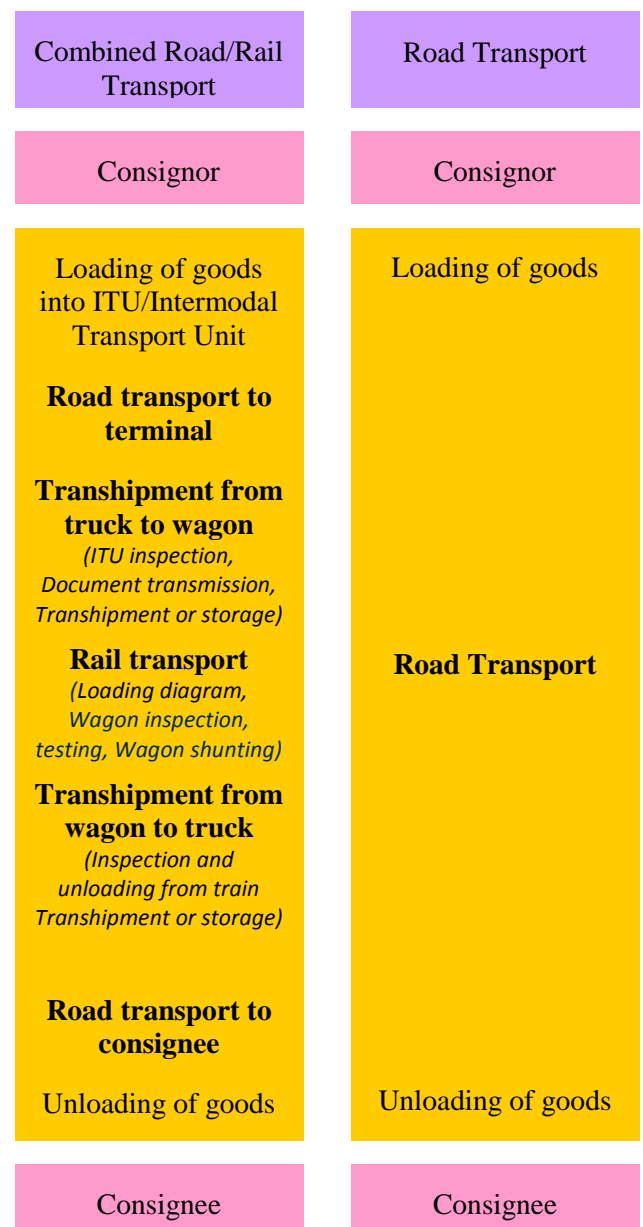 Combined Road/Rail
Transport
Consignor
Loading of goods
into ITU/Intermodal
Transport Unit
Road transport to
terminal
Transhipment from
truck to wagon
(ITU inspection,
Document transmission,
Transhipment or storage)
Rail transport
(Loading diagram,
Wagon inspection,
testing, Wagon shunting)
Transhipment from
wagon to truck
(Inspection and
unloading from train
Transhipment or storage)
Road transport to
consignee
Unloading of goods
Consignee
Road Transport
Consignor
Loading of goods
Road Transport
Unloading of goods
Consignee